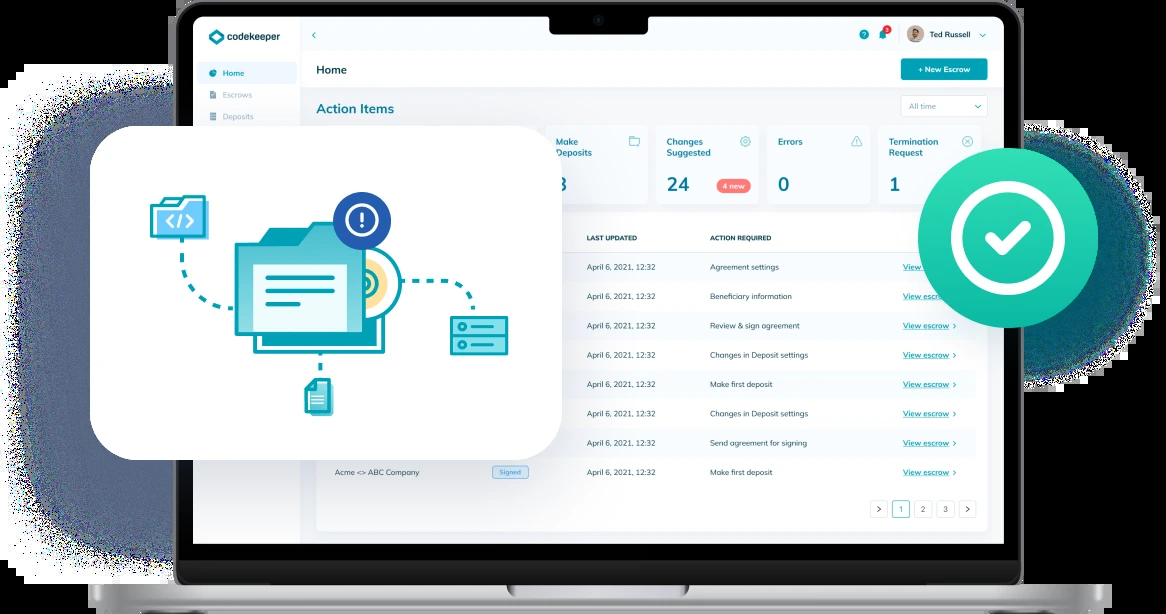 codekeeper
3
Ted Russell
Home
Home
+ New Escrow
Escrows
Deposits
Action Items
All time
Make
Deposits
Changes
Suggested
24
4 new
Errors
0
Termination
Request
1
</>
LAST UPDATED ACTION REQUIRED
April 6, 2021, 12:32 Agreement settings View
April 6, 2021, 12:32 Beneficiary information View
April 6, 2021, 12:32 Review & sign agreement View escrow >
April 6, 2021, 12:32 Changes in Deposit settings View escrow >
April 6, 2021, 12:32 Make first deposit View escrow >
April 6, 2021, 12:32 Changes in Deposit settings View escrow >
April 6, 2021, 12:32 Send agreement for signing View escrow >
Acme <> ABC Company Signed April 6, 2021, 12:32 Make first deposit View escrow >
> 1 2 3 >